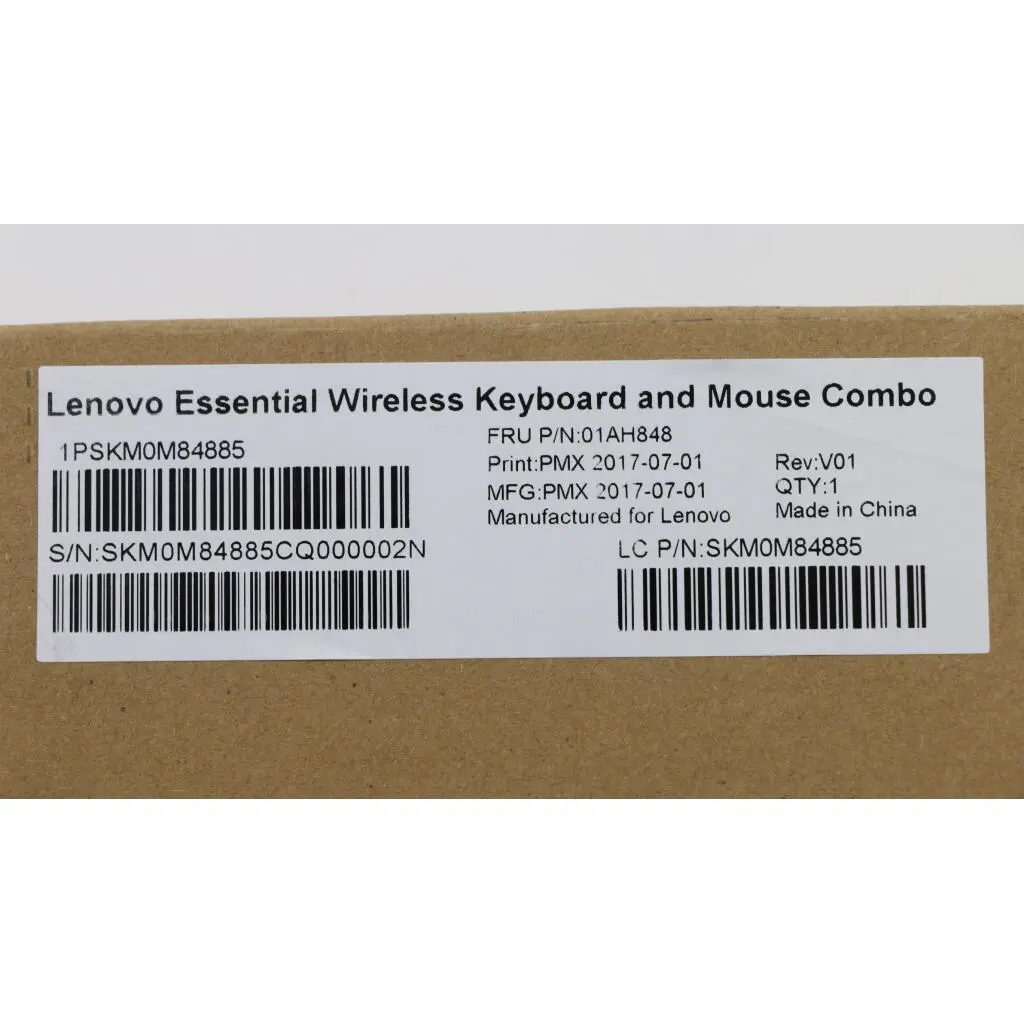 Lenovo Essential Wireless Keyboard and Mouse Combo
1PSKM0M84885
S/N:SKM0M84885CQ000002N
FRU P/N:01AH848
Print:PMX 2017-07-01
MFG:PMX 2017-07-01
Manufactured for Lenovo
Rev:V01
QTY:1
Made in China
LC P/N:SKM0M84885